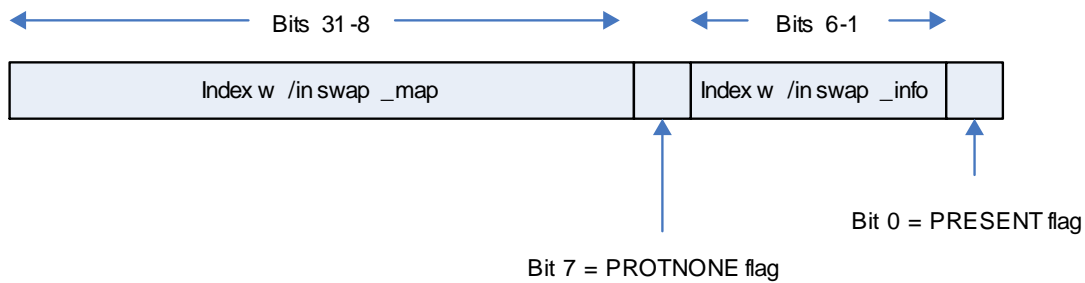 Bits 31-8
Bits 6-1
Index w /in swap _map
Index w /in swap _info
Bit 0 = PRESENT flag
Bit 7 = PROTNONE flag